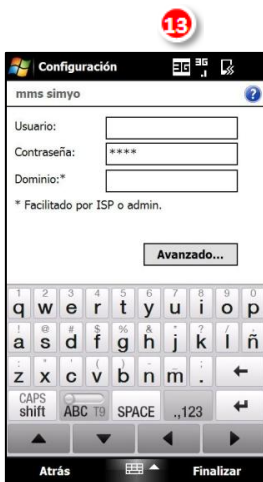 13
Configuración
3G 3G
mms simyo ?
Usuario:
Contraseña: ****
Dominio:*
* Facilitado por ISP o admin.
Avanzado...
1 2 3 4 5 6 7 8 9 0
q w e r t y u i o p
! @ # $ % & * ? / -
a s d f g h j k l ñ
z x c v b n m .
CAPS
shift ABC T9 SPACE .,123
Atrás Finalizar